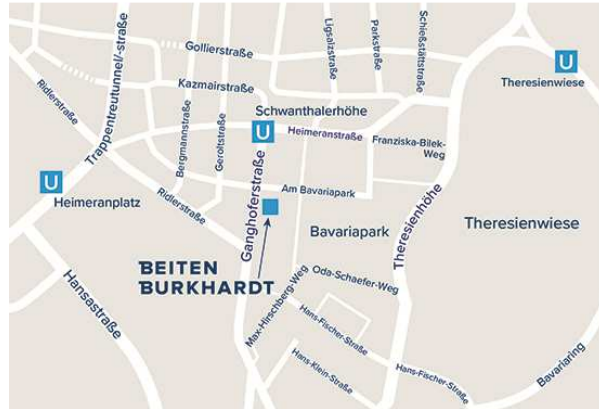 Gollierstraße
Ligsalzstraße
Parkstraße
Schießstättstraße
U
Theresienwiese
Ridlerstraße
Trappentreutunnel/-straße
Kazmairstraße
Schwanthalerhöhe
U
Heimeranstraße
Franziska-Bilek-
Weg
Bergmannstraße
Geroltstraße
U
Heimeranplatz
Ridlerstraße
Ganghoferstraße
Am Bavariapark
Bavariapark
Theresienhöhe
Theresienwiese
BEITEN
BURKHARDT
Hansastraße
Max-Hirschberg-Weg
Oda-Schaefer-Weg
Hans-Fischer-Straße
Hans-Klein-Straße
Hans-Fischer-Straße
Bavariaring